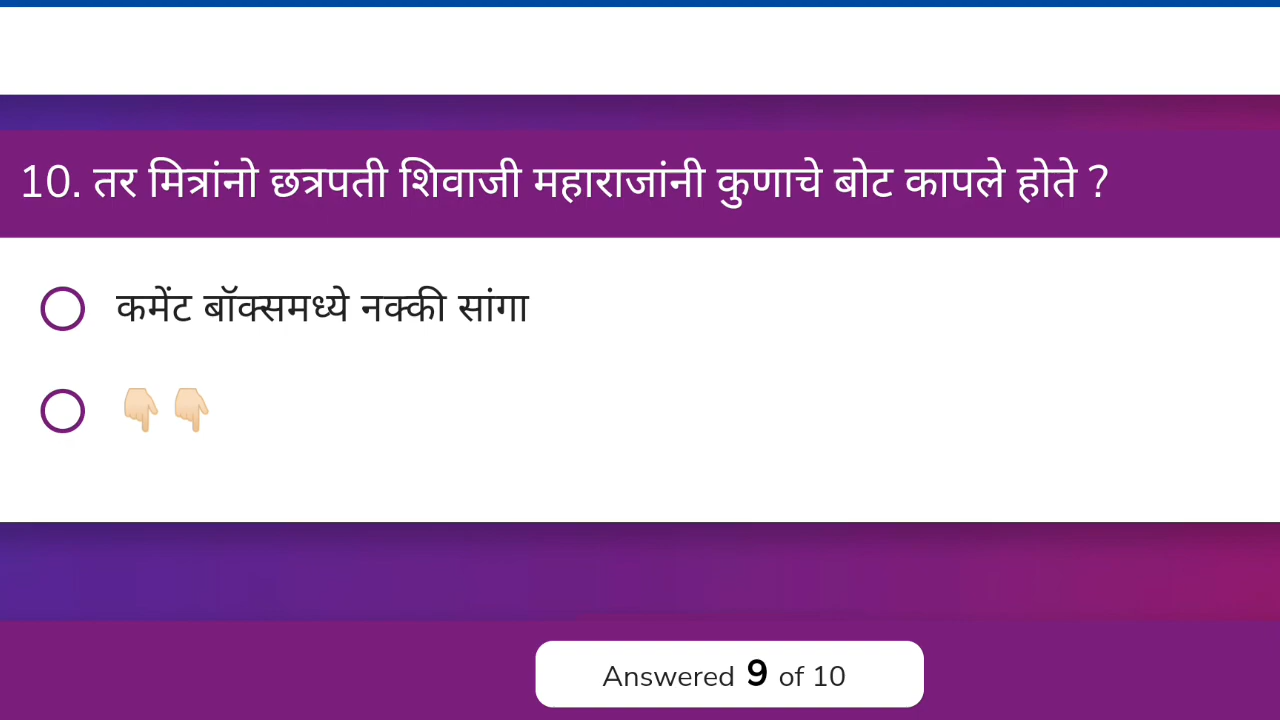 10. तर मित्रांनो छत्रपती शिवाजी महाराजांनी कुणाचे बोट कापले होते ?
कमेंट बॉक्समध्ये नक्की सांगा
👇🏻👇🏻
Answered 9 of 10